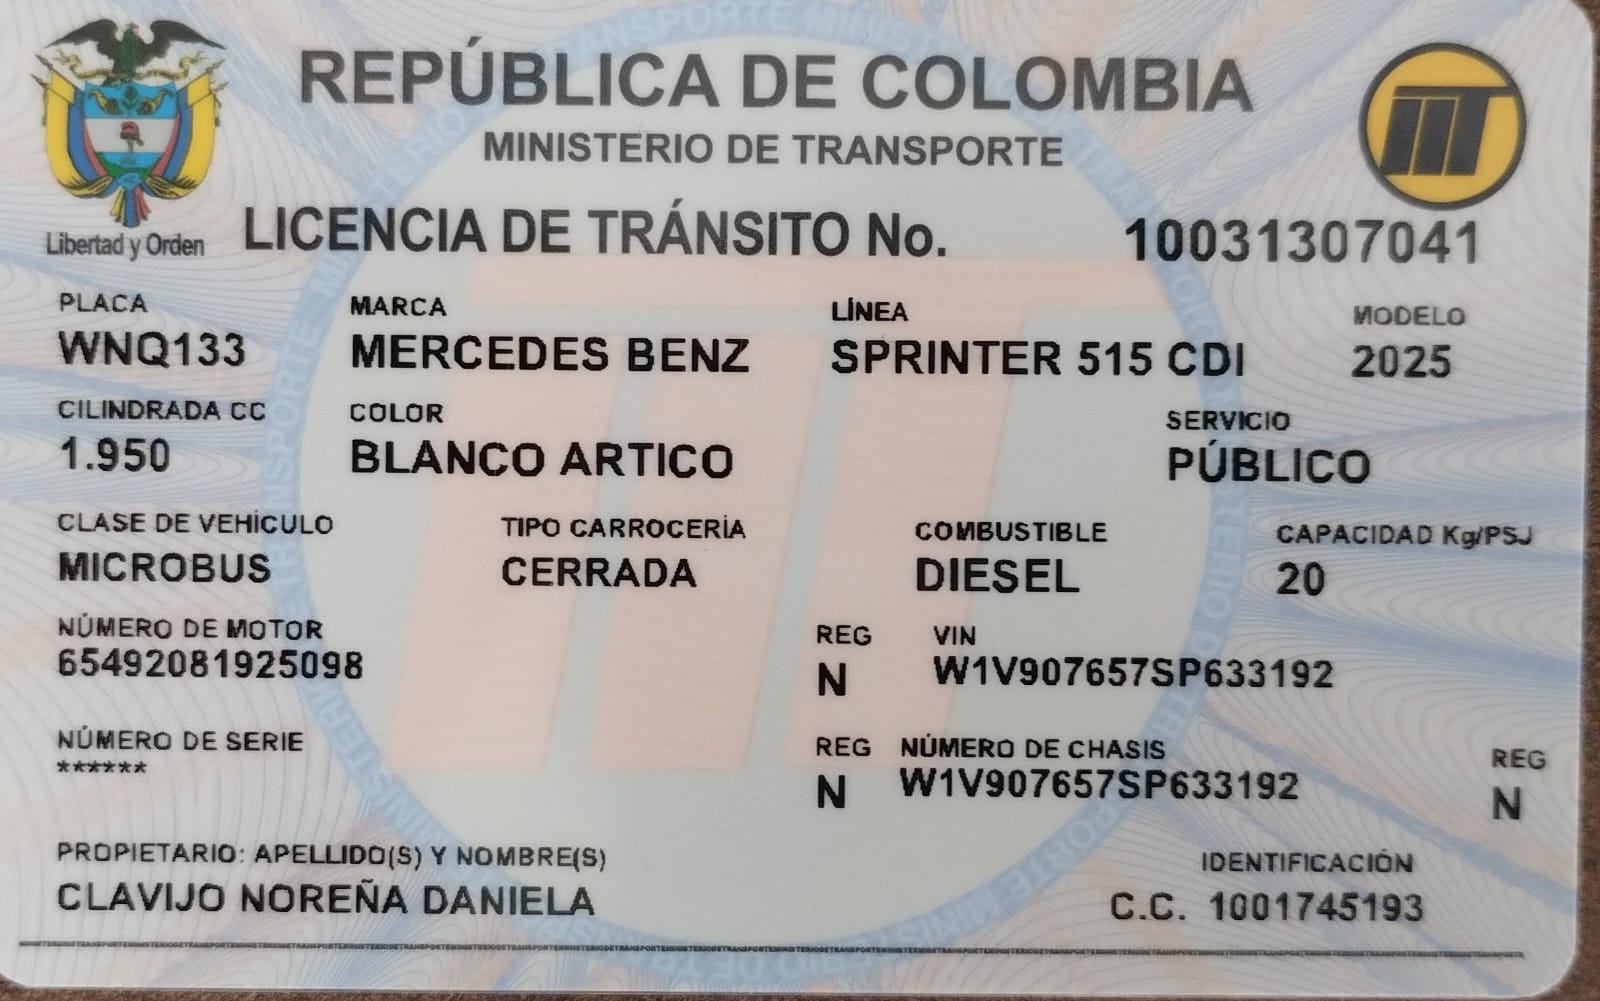 REPÚBLICA DE COLOMBIA
MINISTERIO DE TRANSPORTE
Libertad y Orden
LICENCIA DE TRÁNSITO No. 10031307041
PLACA MARCA LÍNEA MODELO
WNQ133 MERCEDES BENZ SPRINTER 515 CDI 2025
CILINDRADA CC COLOR SERVICIO
1.950 BLANCO ARTICO PÚBLICO
CLASE DE VEHÍCULO TIPO CARROCERÍA COMBUSTIBLE CAPACIDAD Kg/PSJ
MICROBUS CERRADA DIESEL 20
NÚMERO DE MOTOR REG VIN
65492081925098 N W1V907657SP633192
NÚMERO DE SERIE REG NÚMERO DE CHASIS REG
****** N W1V907657SP633192 N
PROPIETARIO: APELLIDO(S) Y NOMBRE(S) IDENTIFICACIÓN
CLAVIJO NOREÑA DANIELA C.C. 1001745193